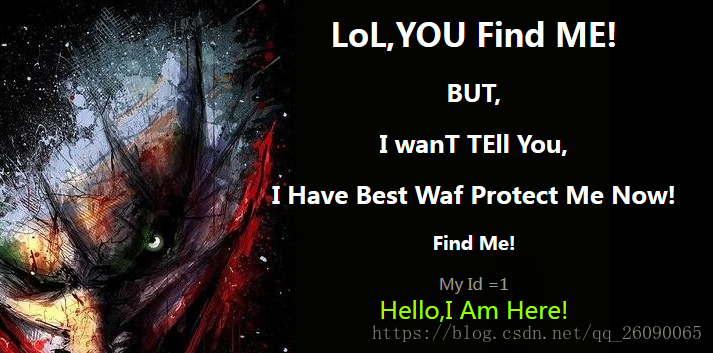 LoL,YOU Find ME!
BUT,
I wanT TEll You,
I Have Best Waf Protect Me Now!
Find Me!
My Id =1
Hello,I Am Here!
https://blog.csdn.net/qq_26090065